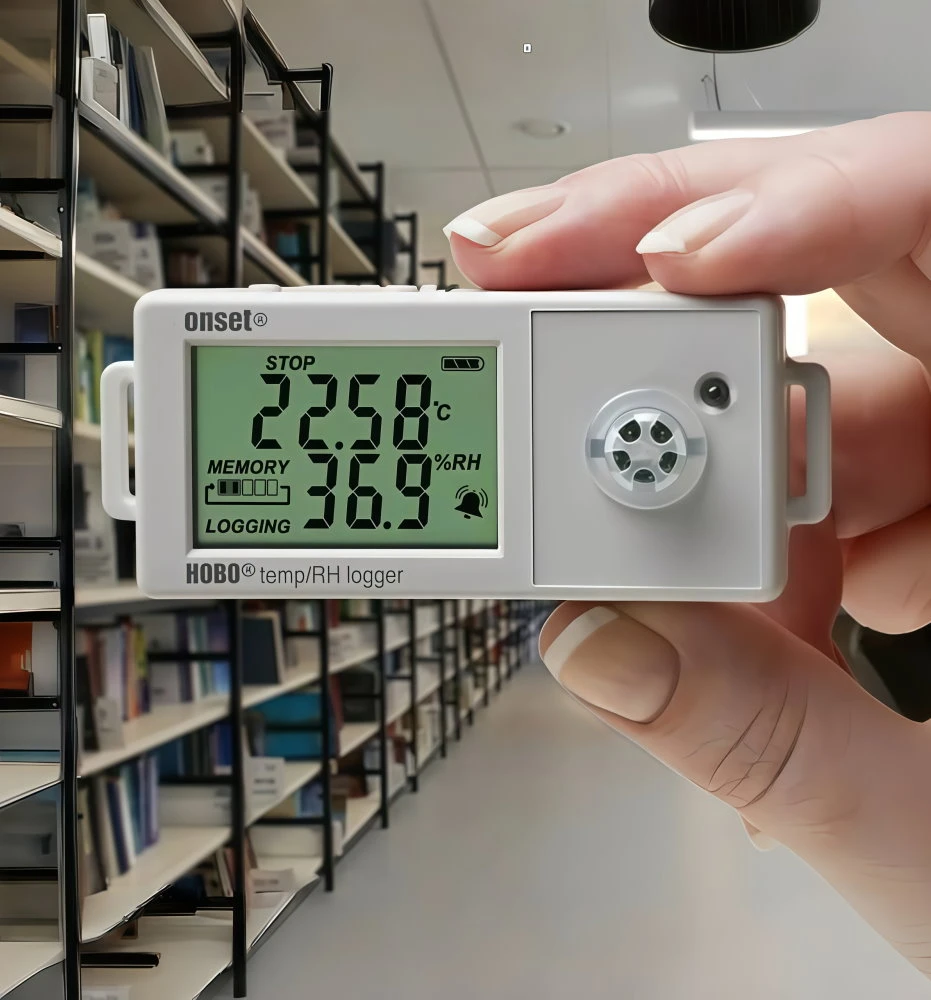 onset®
STOP
22.58 °C
MEMORY
36.9 %RH
LOGGING
HOBO® temp/RH logger